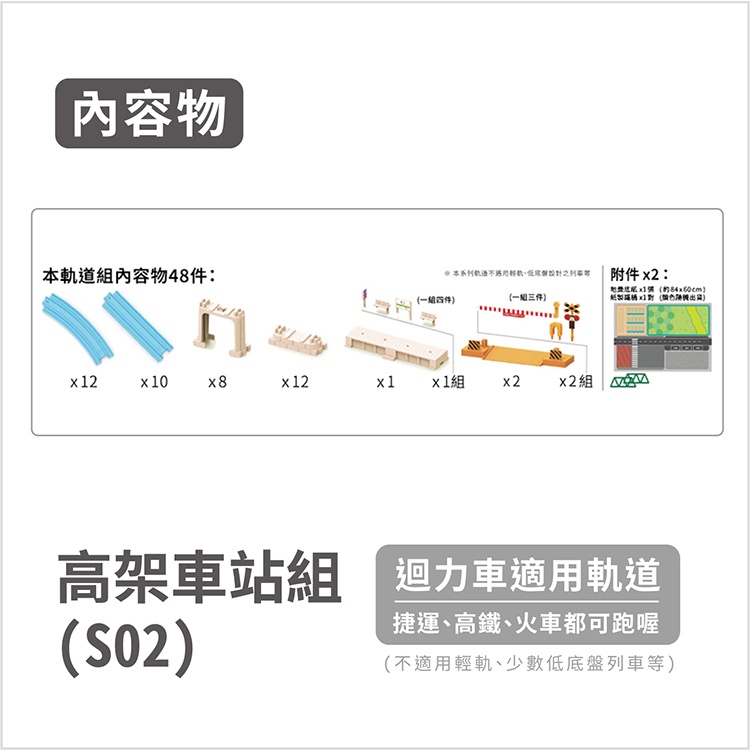 內容物
本軌道組內容物48件：
※ 本系列軌道不適用輕軌、低底盤設計之列車等
附件 x2：
地景底紙 x1張 (約84x60cm)
紙製鐵橋 x1對 (顏色隨機出貨)
(一組四件)
(一組三件)
x12
x10
x8
x12
x1
x1組
x2
x2組
高架車站組
(S02)
迴力車適用軌道
捷運、高鐵、火車都可跑喔
(不適用輕軌、少數低底盤列車等)